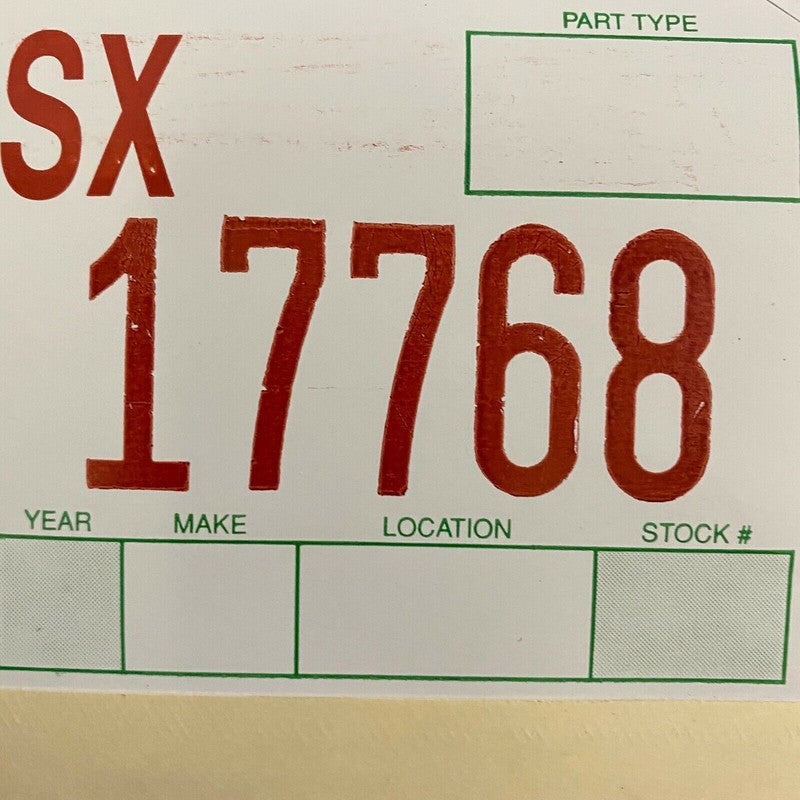 PART TYPE
SX
17768
YEAR MAKE LOCATION STOCK #